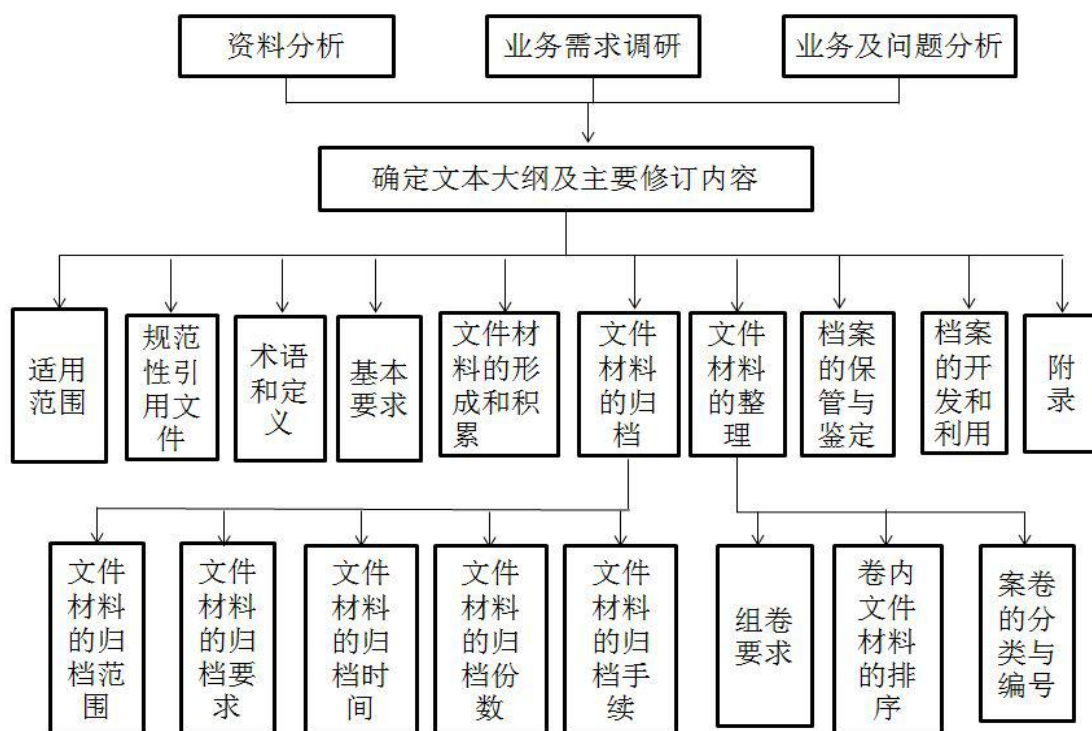 资料分析
业务需求调研
业务及问题分析
确定文本大纲及主要修订内容
适用
范围
规范
性引
用文
件
术语
和定
义
基本
要求
文件材
料的形
成和积
累
文件
材料
的归
档
文件
材料
的整
理
档案
的保
管与
鉴定
档案
的开
发和
利用
附
录
文件
材料
的归
档范
围
文件
材料
的归
档要
求
文件
材料
的归
档时
间
文件
材料
的归
档份
数
文件
材料
的归
档手
续
组卷
要求
卷内
文件
材料
的排
序
案卷
的分
类与
编号